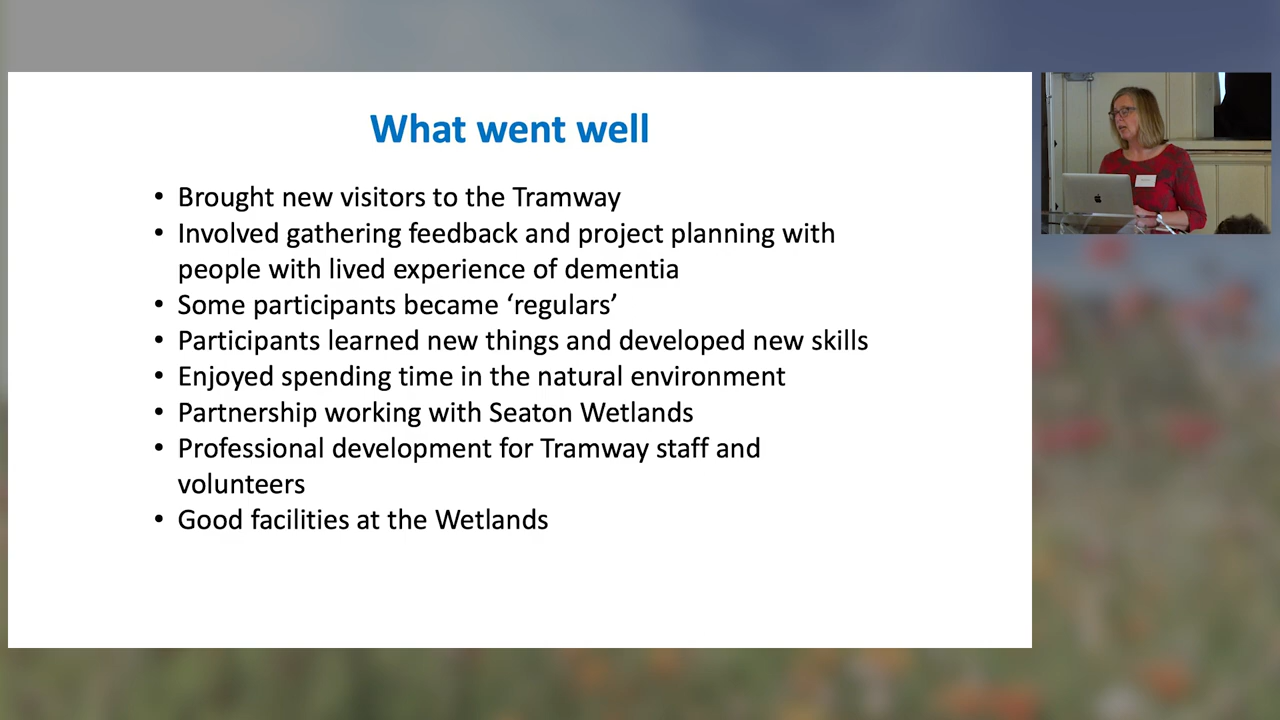 What went well
• Brought new visitors to the Tramway
• Involved gathering feedback and project planning with
people with lived experience of dementia
• Some participants became ‘regulars’
• Participants learned new things and developed new skills
• Enjoyed spending time in the natural environment
• Partnership working with Seaton Wetlands
• Professional development for Tramway staff and
volunteers
• Good facilities at the Wetlands